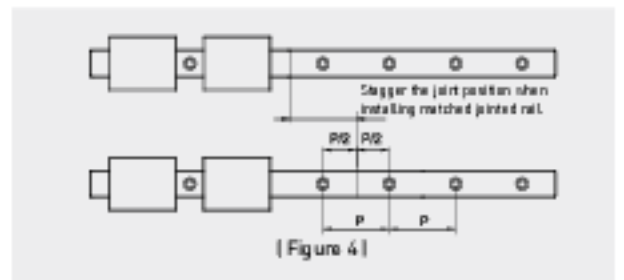 Stagger the joint position when
installing matched jointed rail.
P/2 P/2
P P
( Figure 4 )